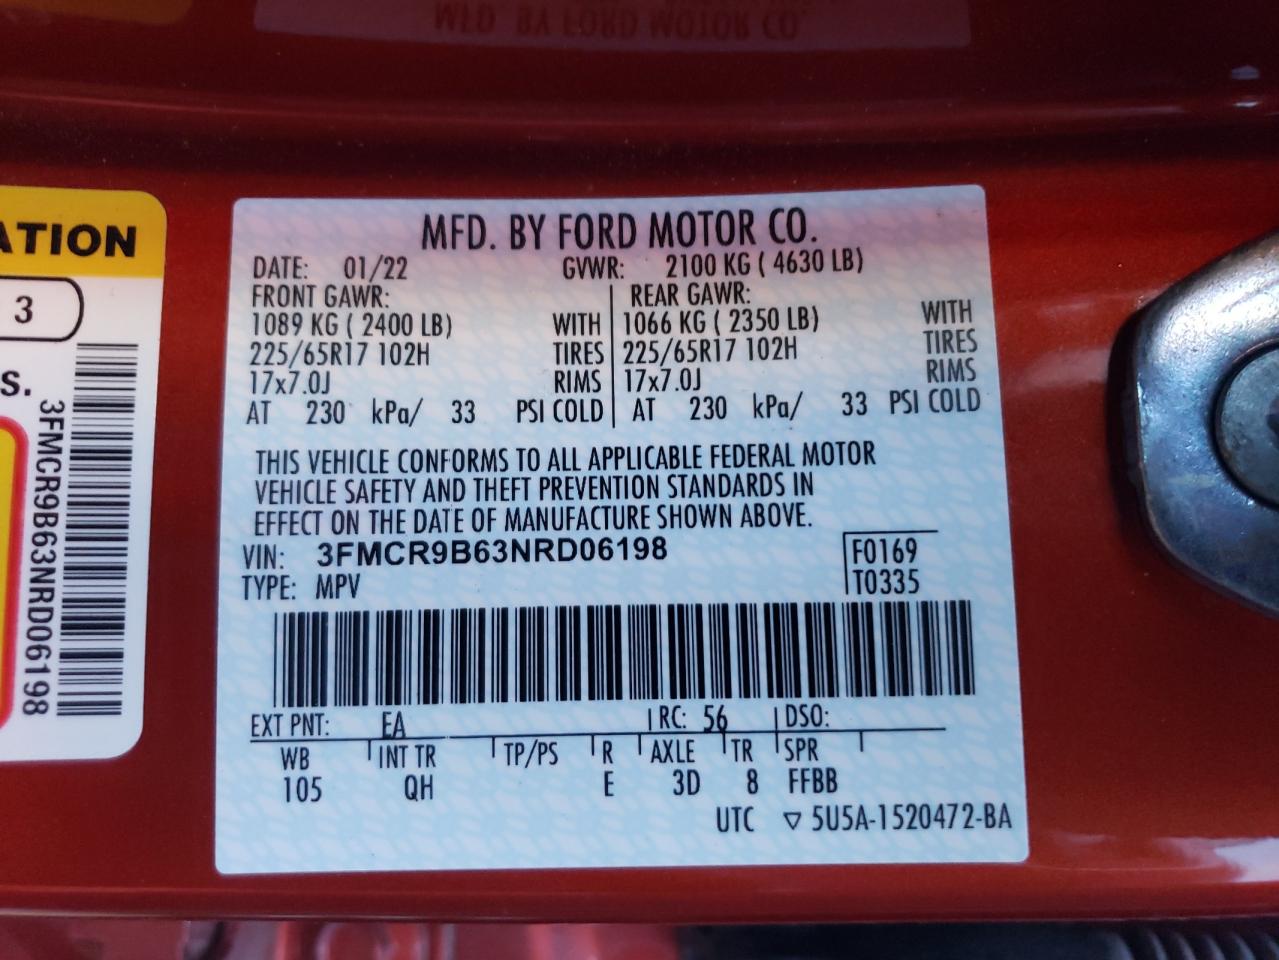 MFD. BY FORD MOTOR CO.
ATION
3
S.
3FMCR9B63NRD06198
MFD. BY FORD MOTOR CO.
DATE: 01/22 GVWR: 2100 KG ( 4630 LB)
FRONT GAWR: REAR GAWR:
1089 KG ( 2400 LB) WITH 1066 KG ( 2350 LB) WITH
225/65R17 102H TIRES 225/65R17 102H TIRES
17x7.0J RIMS 17x7.0J RIMS
AT 230 kPa/ 33 PSI COLD AT 230 kPa/ 33 PSI COLD
THIS VEHICLE CONFORMS TO ALL APPLICABLE FEDERAL MOTOR
VEHICLE SAFETY AND THEFT PREVENTION STANDARDS IN
EFFECT ON THE DATE OF MANUFACTURE SHOWN ABOVE.
VIN: 3FMCR9B63NRD06198 F0169
TYPE: MPV T0335
EXT PNT: EA RC: 56 DSO:
WB INT TR TP/PS R AXLE TR SPR
105 QH E 3D 8 FFBB
UTC ▽ 5U5A-1520472-BA